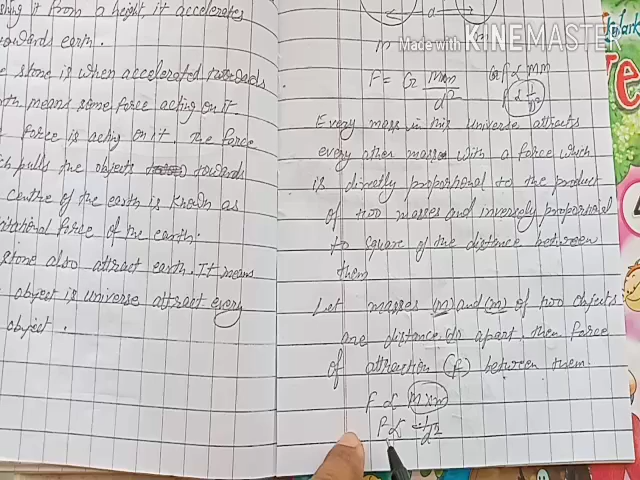 from a height, it accelerates
towards earth.
stone is when accelerated towards
means some force acting on it.
force is acting on it. The force
pulls the objects towards
centre of the earth is known as
force of the earth.
stone also attract earth. It means
object is universe attract every
object.
d
m
Made with KINEMASTER
F = G M×m/d²
F ∝ Mm
F ∝ 1/d²
Every mass in this universe attracts
every other masses with a force which
is directly proportional to the product
of two masses and inversely proportional
to square of the distance between
them
Let masses (m) and (m) of two objects
are distance (d) apart, then force
of attraction (f) between them.
F ∝ M×m
F ∝ 1/d²